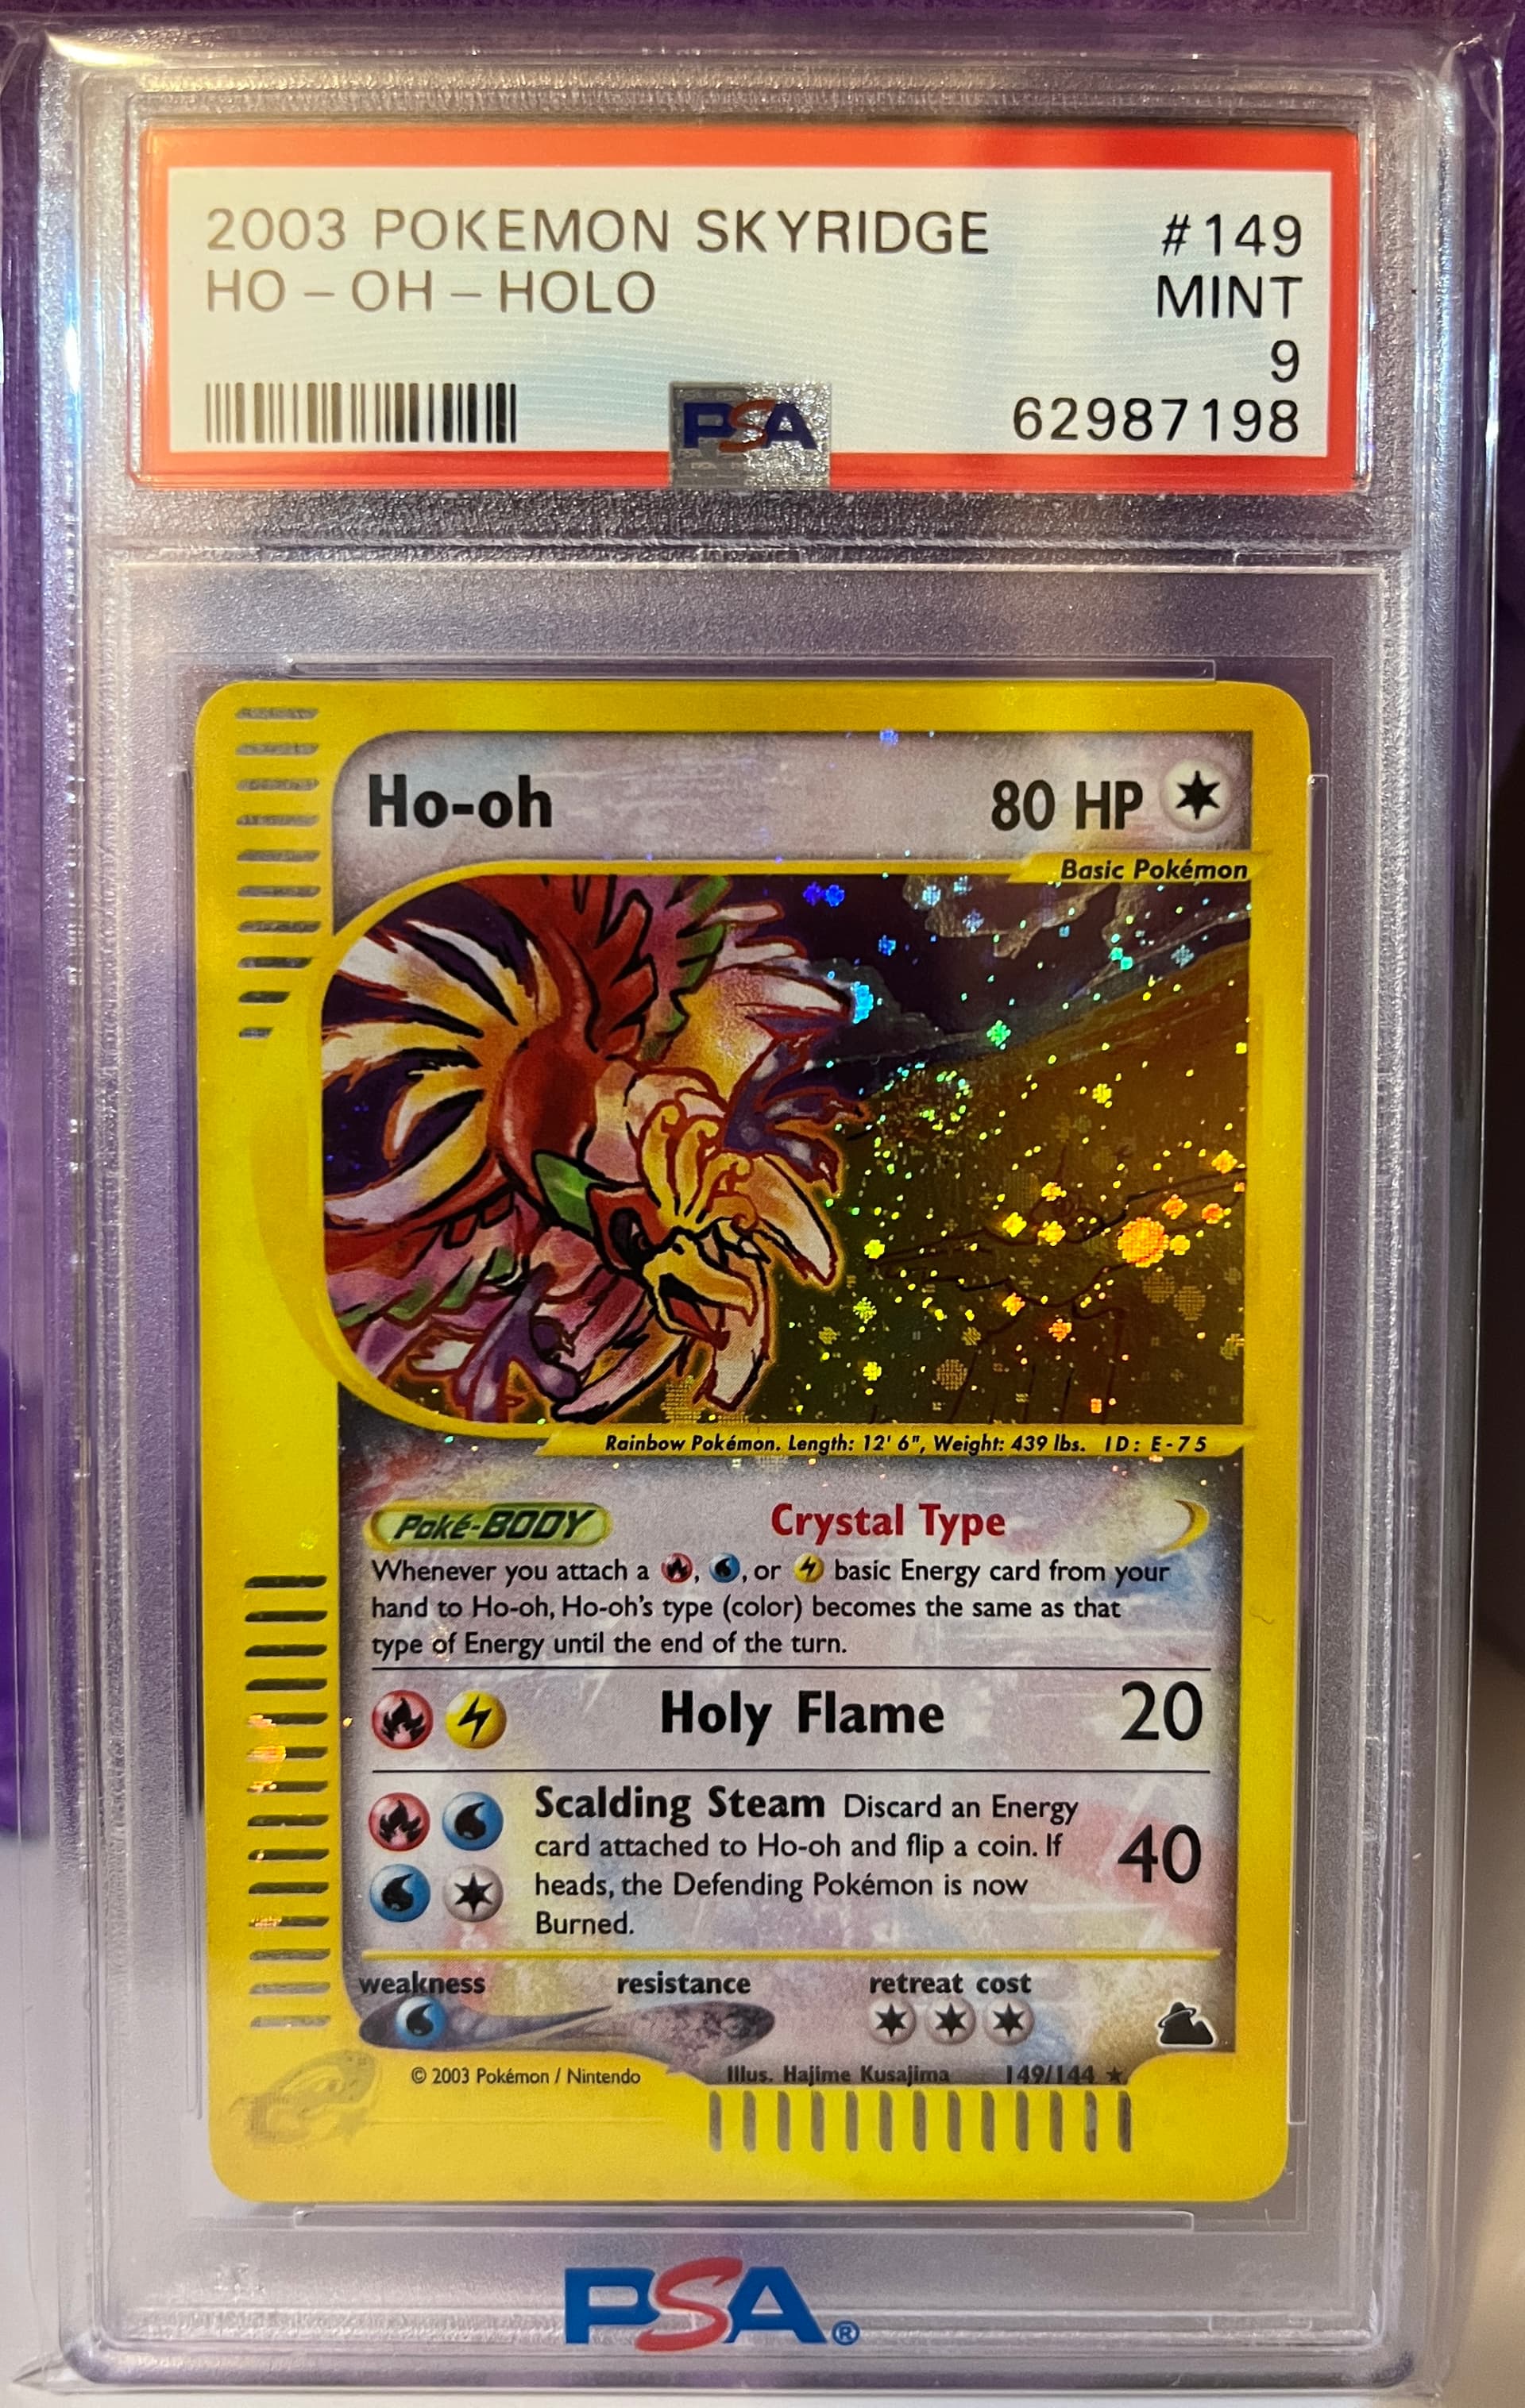 2003 POKEMON SKYRIDGE #149
HO - OH - HOLO MINT
9
PSA 62987198
Ho-oh 80 HP
Basic Pokémon
Rainbow Pokémon. Length: 12' 6", Weight: 439 lbs. ID: E-75
Poké-BODY Crystal Type
Whenever you attach a , , or basic Energy card from your
hand to Ho-oh, Ho-oh's type (color) becomes the same as that
type of Energy until the end of the turn.
Holy Flame 20
Scalding Steam Discard an Energy
card attached to Ho-oh and flip a coin. If 40
heads, the Defending Pokémon is now
Burned.
weakness resistance retreat cost
© 2003 Pokémon / Nintendo Illus. Hajime Kusajima 149/144 ★
PSA®